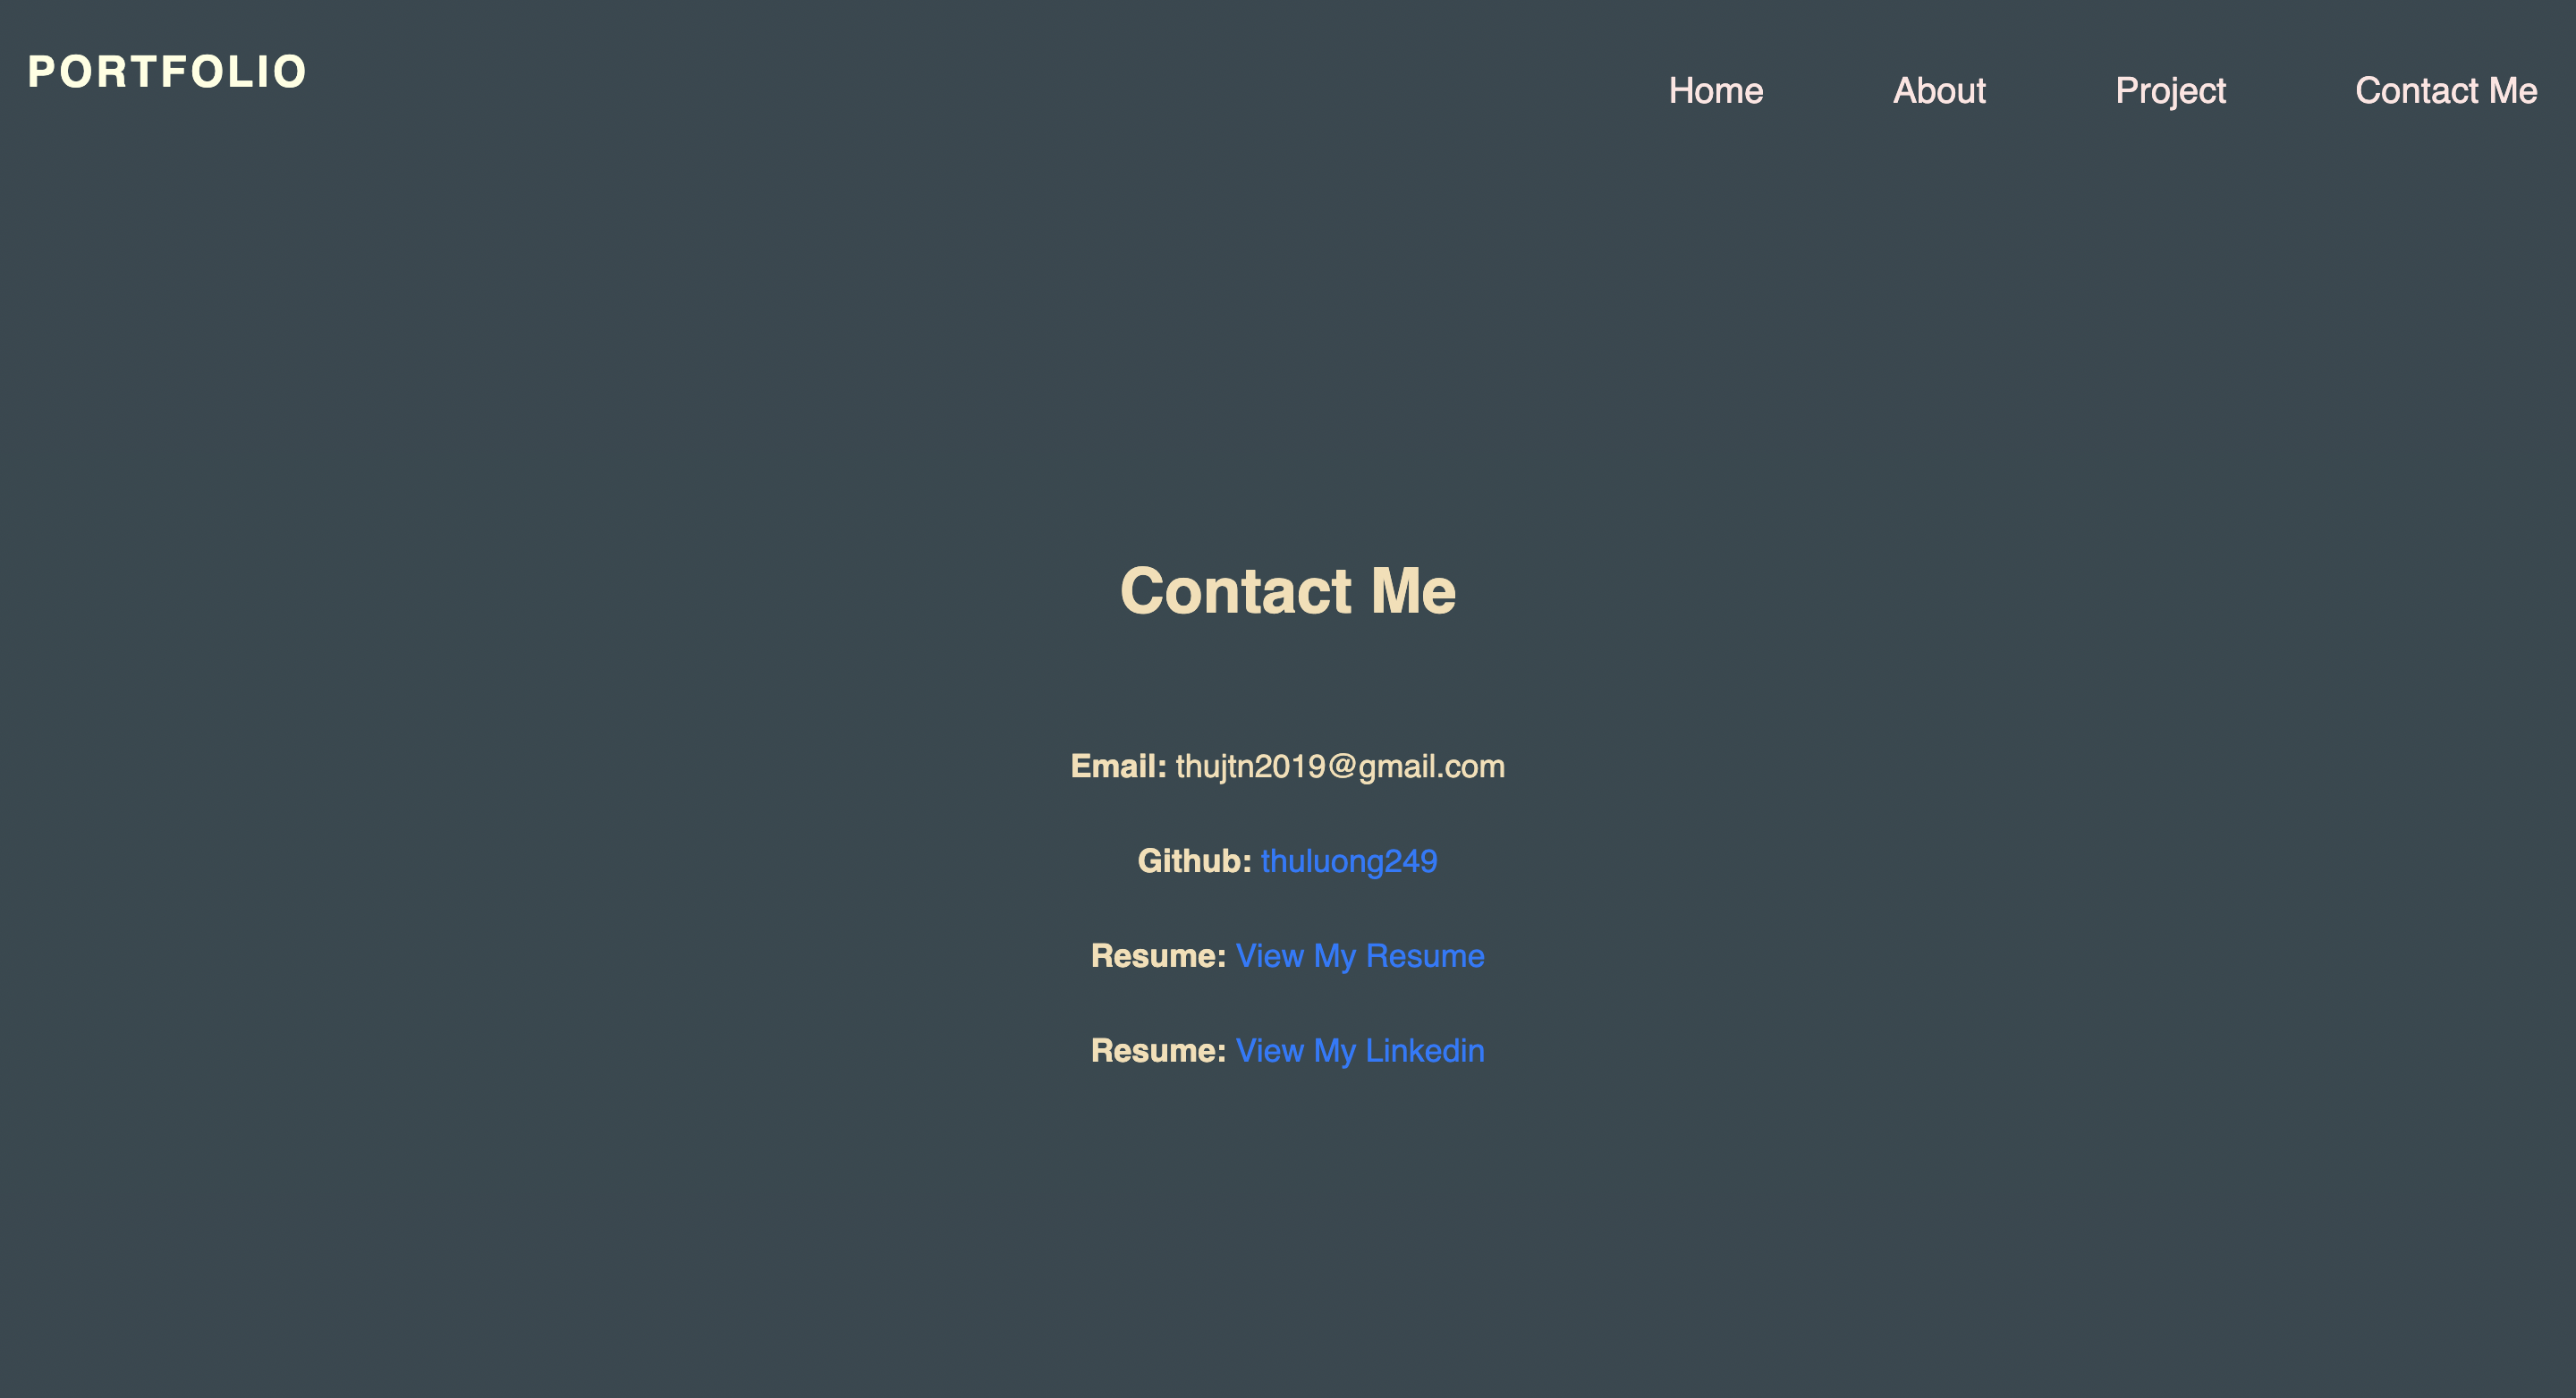 PORTFOLIO
Home About Project Contact Me
Contact Me
Email: thujtn2019@gmail.com
Github: thuluong249
Resume: View My Resume
Resume: View My Linkedin